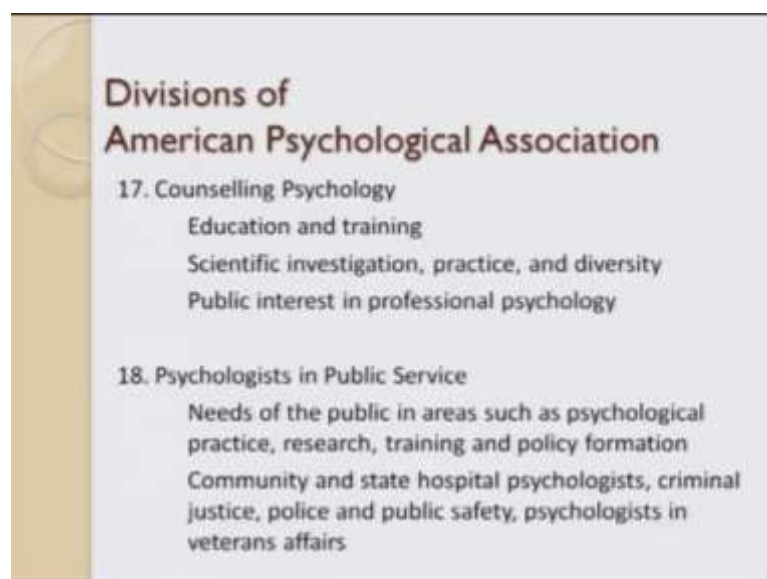 Divisions of
American Psychological Association
17. Counselling Psychology
Education and training
Scientific investigation, practice, and diversity
Public interest in professional psychology
18. Psychologists in Public Service
Needs of the public in areas such as psychological
practice, research, training and policy formation
Community and state hospital psychologists, criminal
justice, police and public safety, psychologists in
veterans affairs